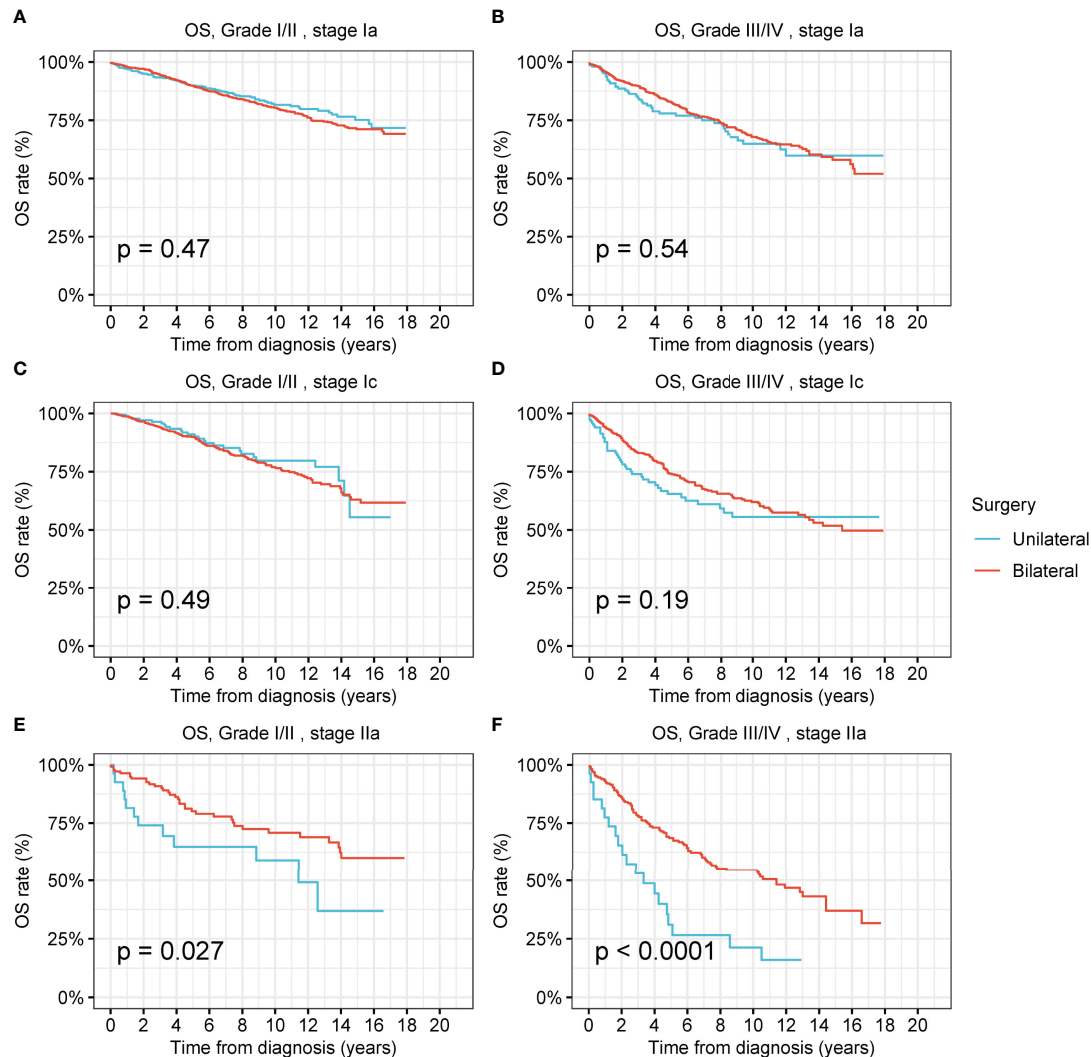 A
OS, Grade I/II , stage Ia
100%
75%
50%
25%
0%
OS rate (%)
p = 0.47
0 2 4 6 8 10 12 14 16 18 20
Time from diagnosis (years)
B
OS, Grade III/IV , stage Ia
100%
75%
50%
25%
0%
OS rate (%)
p = 0.54
0 2 4 6 8 10 12 14 16 18 20
Time from diagnosis (years)
C
OS, Grade I/II , stage Ic
100%
75%
50%
25%
0%
OS rate (%)
p = 0.49
0 2 4 6 8 10 12 14 16 18 20
Time from diagnosis (years)
D
OS, Grade III/IV , stage Ic
100%
75%
50%
25%
0%
OS rate (%)
p = 0.19
0 2 4 6 8 10 12 14 16 18 20
Time from diagnosis (years)
Surgery
Unilateral
Bilateral
E
OS, Grade I/II , stage IIa
100%
75%
50%
25%
0%
OS rate (%)
p = 0.027
0 2 4 6 8 10 12 14 16 18 20
Time from diagnosis (years)
F
OS, Grade III/IV , stage IIa
100%
75%
50%
25%
0%
OS rate (%)
p < 0.0001
0 2 4 6 8 10 12 14 16 18 20
Time from diagnosis (years)